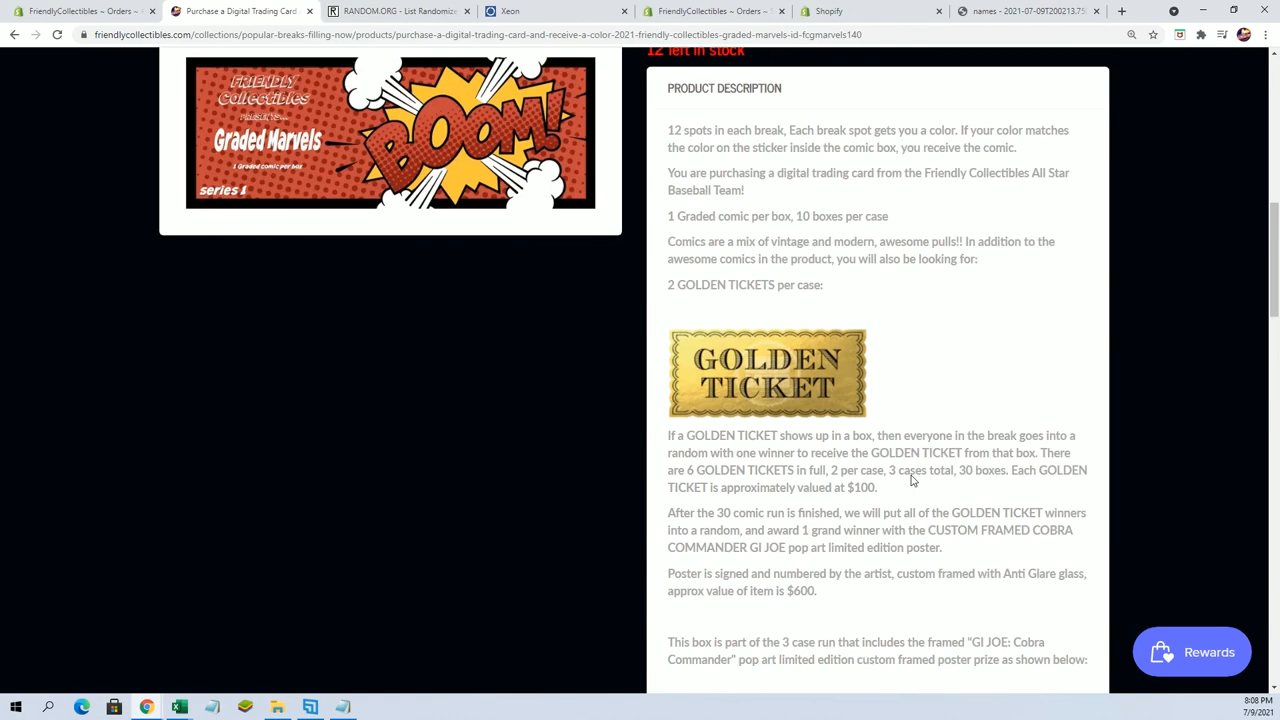 FriendlyCollectibles ~ Orders ~
Purchase a Digital Trading Card
RANDOM.ORG - List Randomize
Xeon
FriendlyCollectibles ~ Orders ~
Shopify
names - 2021-07-09T200213.75
friendlycollectibles.com/collections/popular-breaks-filling-now/products/purchase-a-digital-trading-card-and-receive-a-color-2021-friendly-collectibles-graded-marvels-id-fcgmarvels140
12 left in stock
FRIENDLY
Collectibles
PRESENTS...
Graded Marvels
1 Graded comic per box
series 1
BOOM!
PRODUCT DESCRIPTION
12 spots in each break, Each break spot gets you a color. If your color matches
the color on the sticker inside the comic box, you receive the comic.
You are purchasing a digital trading card from the Friendly Collectibles All Star
Baseball Team!
1 Graded comic per box, 10 boxes per case
Comics are a mix of vintage and modern, awesome pulls!! In addition to the
awesome comics in the product, you will also be looking for:
2 GOLDEN TICKETS per case:
GOLDEN
TICKET
If a GOLDEN TICKET shows up in a box, then everyone in the break goes into a
random with one winner to receive the GOLDEN TICKET from that box. There
are 6 GOLDEN TICKETS in full, 2 per case, 3 cases total, 30 boxes. Each GOLDEN
TICKET is approximately valued at $100.
After the 30 comic run is finished, we will put all of the GOLDEN TICKET winners
into a random, and award 1 grand winner with the CUSTOM FRAMED COBRA
COMMANDER GI JOE pop art limited edition poster.
Poster is signed and numbered by the artist, custom framed with Anti Glare glass,
approx value of item is $600.
This box is part of the 3 case run that includes the framed "GI JOE: Cobra
Commander" pop art limited edition custom framed poster prize as shown below:
Rewards
8:08 PM
7/9/2021